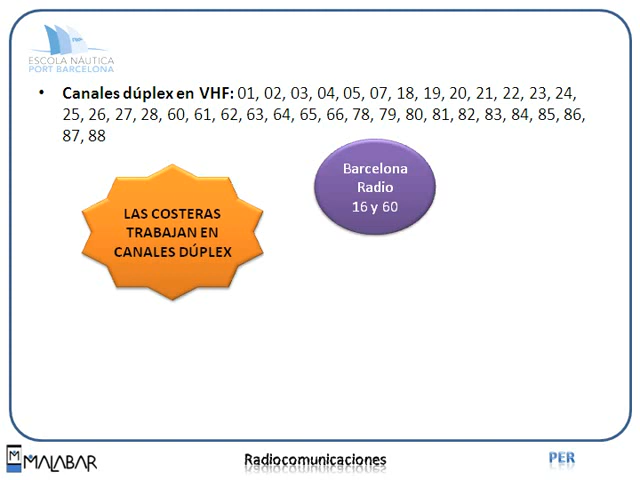 ESCOLA NÀUTICA
PORT BARCELONA
• Canales dúplex en VHF: 01, 02, 03, 04, 05, 07, 18, 19, 20, 21, 22, 23, 24,
25, 26, 27, 28, 60, 61, 62, 63, 64, 65, 66, 78, 79, 80, 81, 82, 83, 84, 85, 86,
87, 88
Barcelona
Radio
16 y 60
LAS COSTERAS
TRABAJAN EN
CANALES DÚPLEX
MALABAR
Radiocomunicaciones
PER